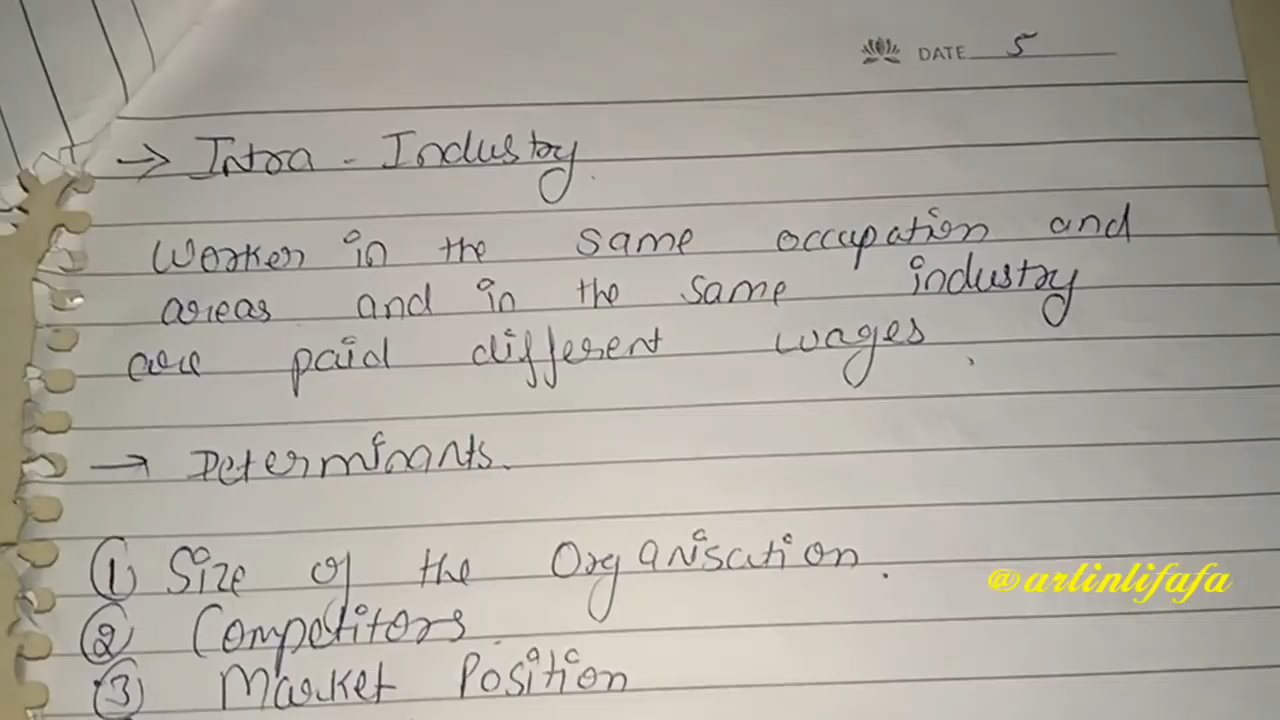 DATE 5
→ Intra - Industry.
Worker in the same occupation and
areas and in the same industry
are paid different wages.
→ Determinants.
① Size of the Organisation.
@artinlifafa
② Competitors
③ Market Position